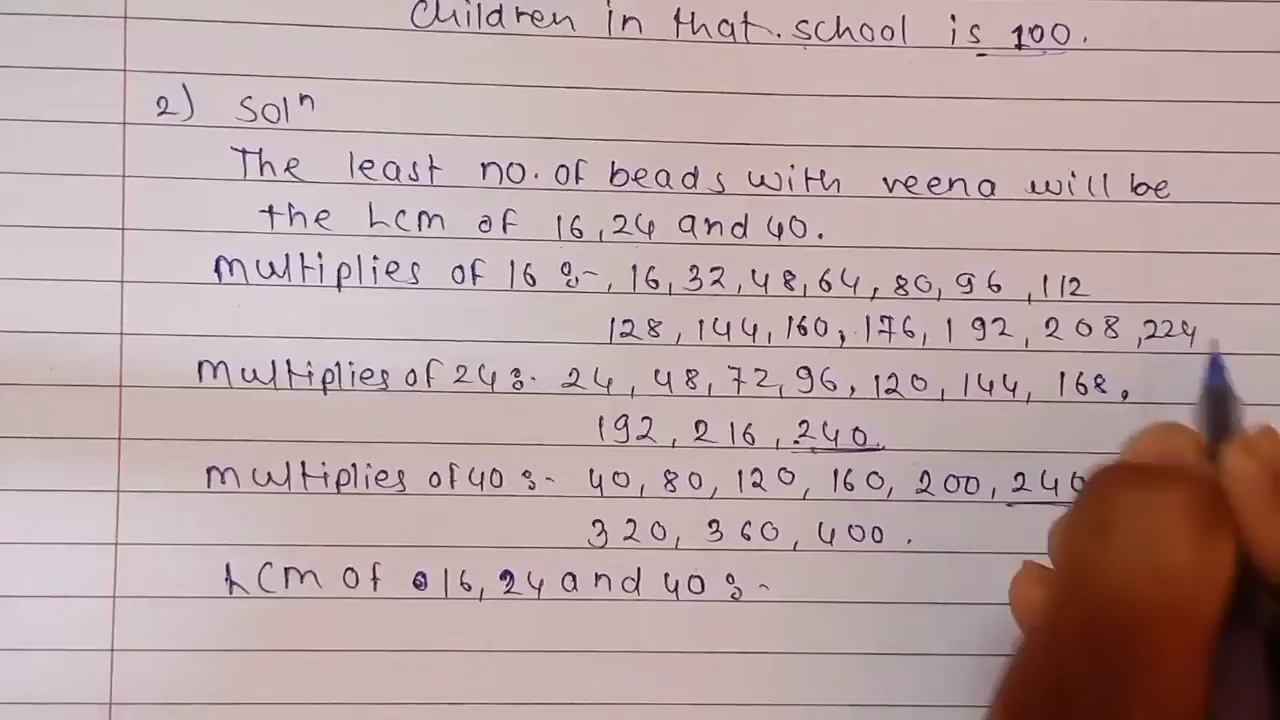 children in that. school is 100.
2) Solⁿ
The least no. of beads with veena will be
the Lcm of 16,24 and 40.
multiplies of 16 :-, 16, 32, 48, 64, 80, 96, 112
128, 144, 160, 176, 192, 208, 224
multiplies of 24 :- 24, 48, 72, 96, 120, 144, 168,
192, 216, 240.
multiplies of 40 :- 40, 80, 120, 160, 200, 240
320, 360, 400.
LCm of 16, 24 and 40 :-